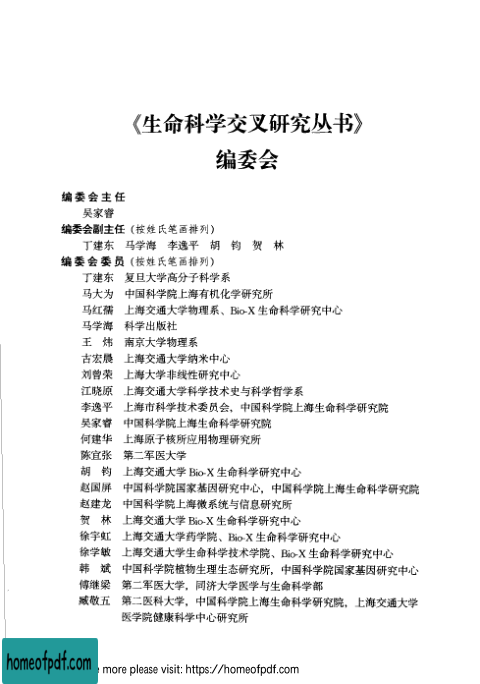 《生命科学交叉研究丛书》
编委会
编委会主任
吴家睿
编委会副主任（按姓氏笔画排列）
丁建东 马学海 李逸平 胡 钧 贺 林
编委会委员（按姓氏笔画排列）
丁建东 复旦大学高分子科学系
马大为 中国科学院上海有机化学研究所
马红孺 上海交通大学物理系、Bio-X生命科学研究中心
马学海 科学出版社
王 炜 南京大学物理系
古宏晨 上海交通大学纳米中心
刘曾荣 上海大学非线性研究中心
江晓原 上海交通大学科学技术史与科学哲学系
李逸平 上海市科学技术委员会，中国科学院上海生命科学研究院
吴家睿 中国科学院上海生命科学研究院
何建华 上海原子核所应用物理研究所
陈宜张 第二军医大学
胡 钧 上海交通大学Bio-X生命科学研究中心
赵国屏 中国科学院国家基因研究中心，中国科学院上海生命科学研究院
赵建龙 中国科学院上海微系统与信息研究所
贺 林 上海交通大学Bio-X生命科学研究中心
徐宇虹 上海交通大学药学院、Bio-X生命科学研究中心
徐学敏 上海交通大学生命科学技术学院、Bio-X生命科学研究中心
韩 斌 中国科学院植物生理生态研究所，中国科学院国家基因研究中心
傅继梁 第二军医大学，同济大学医学与生命科学部
臧敬五 第二医科大学，中国科学院上海生命科学研究院，上海交通大学
医学院健康科学中心研究所
homeofpdf.com
more please visit: https://homeofpdf.com